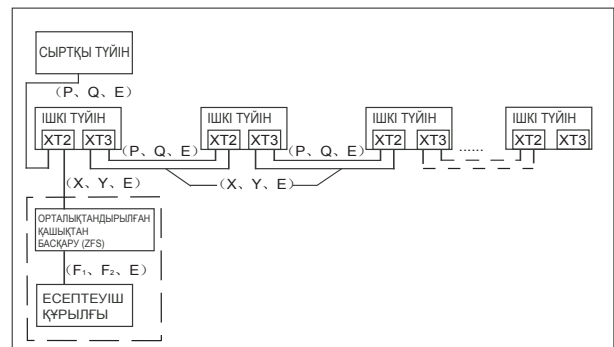 СЫРТҚЫ ТҮЙІН
(P、Q、E)
ІШКІ ТҮЙІН
XT2 XT3
ІШКІ ТҮЙІН
XT2 XT3
ІШКІ ТҮЙІН
XT2 XT3
......
ІШКІ ТҮЙІН
XT2 XT3
(P、Q、E)
(P、Q、E)
(X、Y、E)
(X、Y、E)
ОРТАЛЫҚТАНДЫРЫЛҒАН
ҚАШЫҚТАН
БАСҚАРУ (ZFS)
(F₁、F₂、E)
ЕСЕПТЕУІШ
ҚҰРЫЛҒЫ